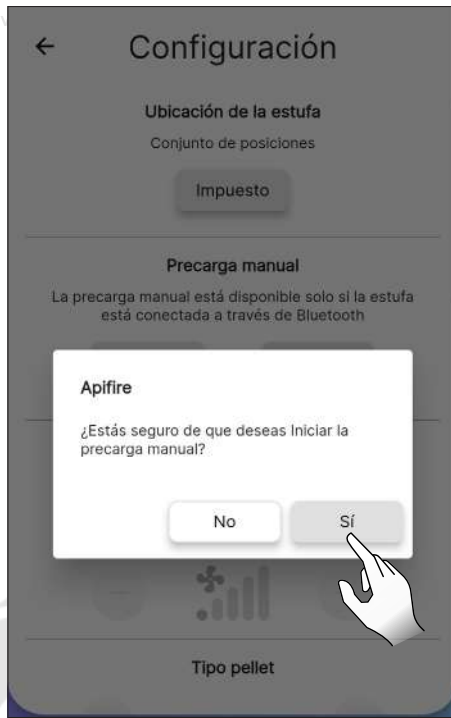 Configuración
Ubicación de la estufa
Conjunto de posiciones
Impuesto
Precarga manual
La precarga manual está disponible solo si la estufa
está conectada a través de Bluetooth
Apifire
¿Estás seguro de que deseas Iniciar la
precarga manual?
No
Sí
Tipo pellet